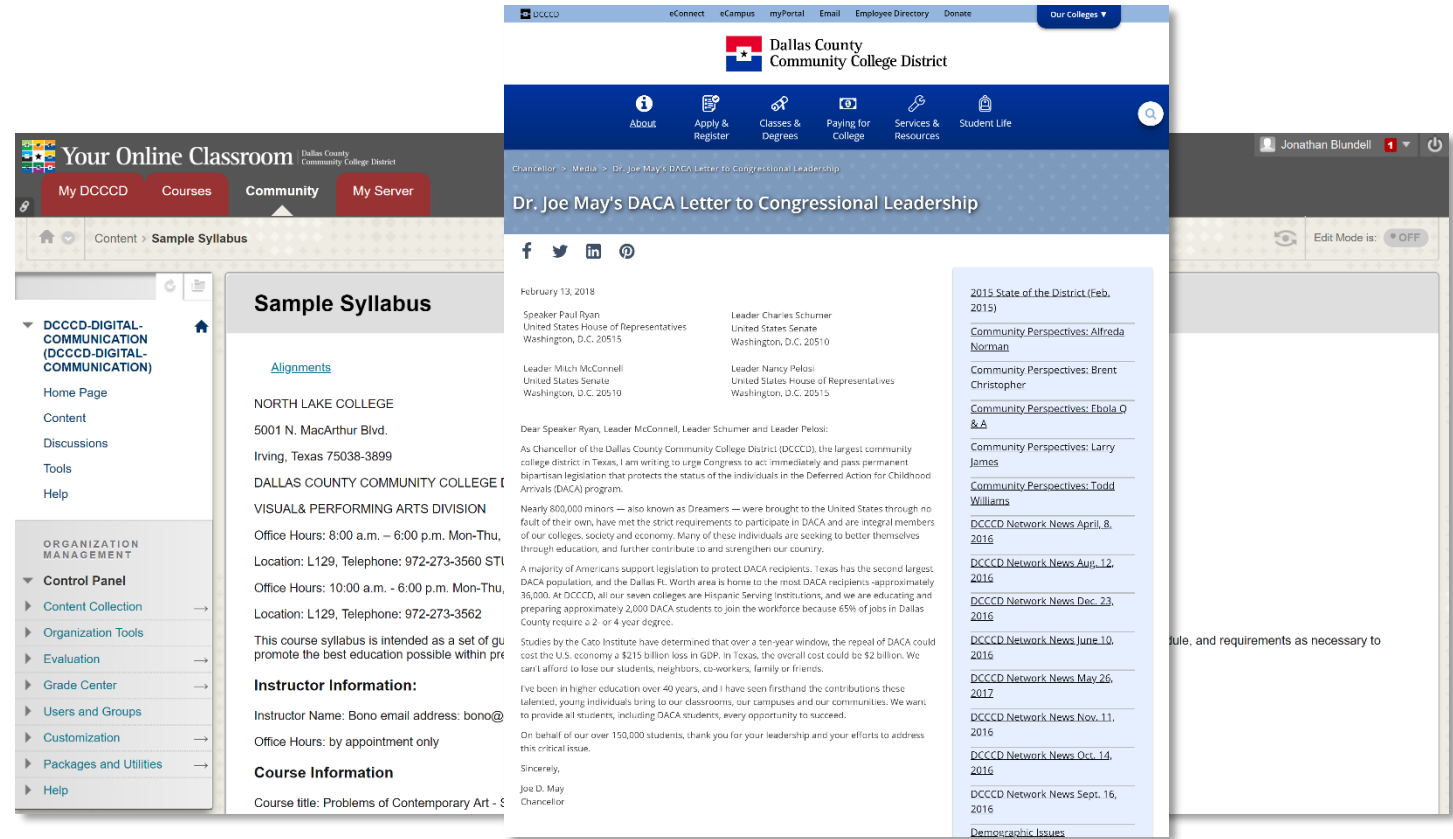 DCCCD
eConnect eCampus myPortal Email Employee Directory Donate
Our Colleges ▼
Dallas County
Community College District
About
Apply &
Register
Classes &
Degrees
Paying for
College
Services &
Resources
Student Life
Chancellor > Media > Dr. Joe May's DACA Letter to Congressional Leadership
Dr. Joe May's DACA Letter to Congressional Leadership
February 13, 2018
Speaker Paul Ryan
United States House of Representatives
Washington, D.C. 20515
Leader Charles Schumer
United States Senate
Washington, D.C. 20510
Leader Mitch McConnell
United States Senate
Washington, D.C. 20510
Leader Nancy Pelosi
United States House of Representatives
Washington, D.C. 20515
Dear Speaker Ryan, Leader McConnell, Leader Schumer and Leader Pelosi:
As Chancellor of the Dallas County Community College District (DCCCD), the largest community
college district in Texas, I am writing to urge Congress to act immediately and pass permanent
bipartisan legislation that protects the status of the individuals in the Deferred Action for Childhood
Arrivals (DACA) program.
Nearly 800,000 minors — also known as Dreamers — were brought to the United States through no
fault of their own, have met the strict requirements to participate in DACA and are integral members
of our colleges, society and economy. Many of these individuals are seeking to better themselves
through education, and further contribute to and strengthen our country.
A majority of Americans support legislation to protect DACA recipients. Texas has the second largest
DACA population, and the Dallas Ft. Worth area is home to the most DACA recipients -approximately
36,000. At DCCCD, all our seven colleges are Hispanic Serving Institutions, and we are educating and
preparing approximately 2,000 DACA students to join the workforce because 65% of jobs in Dallas
County require a 2- or 4-year degree.
Studies by the Cato Institute have determined that over a ten-year window, the repeal of DACA could
cost the U.S. economy a $215 billion loss in GDP. In Texas, the overall cost could be $2 billion. We
can't afford to lose our students, neighbors, co-workers, family or friends.
I've been in higher education over 40 years, and I have seen firsthand the contributions these
talented, young individuals bring to our classrooms, our campuses and our communities. We want
to provide all students, including DACA students, every opportunity to succeed.
On behalf of our over 150,000 students, thank you for your leadership and your efforts to address
this critical issue.
Sincerely,
Joe D. May
Chancellor
2015 State of the District (Feb.
2015)
Community Perspectives: Alfreda
Norman
Community Perspectives: Brent
Christopher
Community Perspectives: Ebola Q
& A
Community Perspectives: Larry
James
Community Perspectives: Todd
Williams
DCCCD Network News April, 8.
2016
DCCCD Network News Aug. 12,
2016
DCCCD Network News Dec. 23,
2016
DCCCD Network News June 10,
2016
DCCCD Network News May 26,
2017
DCCCD Network News Nov. 11,
2016
DCCCD Network News Oct. 14,
2016
DCCCD Network News Sept. 16,
2016
Demographic Issues
Your Online Classroom
Dallas County
Community College District
Jonathan Blundell 1
My DCCCD Courses Community My Server
Content > Sample Syllabus
Edit Mode is: OFF
DCCCD-DIGITAL-
COMMUNICATION
(DCCCD-DIGITAL-
COMMUNICATION)
Home Page
Content
Discussions
Tools
Help
ORGANIZATION
MANAGEMENT
Control Panel
Content Collection
Organization Tools
Evaluation
Grade Center
Users and Groups
Customization
Packages and Utilities
Help
Sample Syllabus
Alignments
NORTH LAKE COLLEGE
5001 N. MacArthur Blvd.
Irving, Texas 75038-3899
DALLAS COUNTY COMMUNITY COLLEGE
VISUAL& PERFORMING ARTS DIVISION
Office Hours: 8:00 a.m. – 6:00 p.m. Mon-Thu,
Location: L129, Telephone: 972-273-3560
Office Hours: 10:00 a.m. - 6:00 p.m. Mon-Thu,
Location: L129, Telephone: 972-273-3562
This course syllabus is intended as a set of
and requirements as necessary to
promote the best education possible within
Instructor Information:
Instructor Name: Bono email address: bono@
Office Hours: by appointment only
Course Information
Course title: Problems of Contemporary Art -